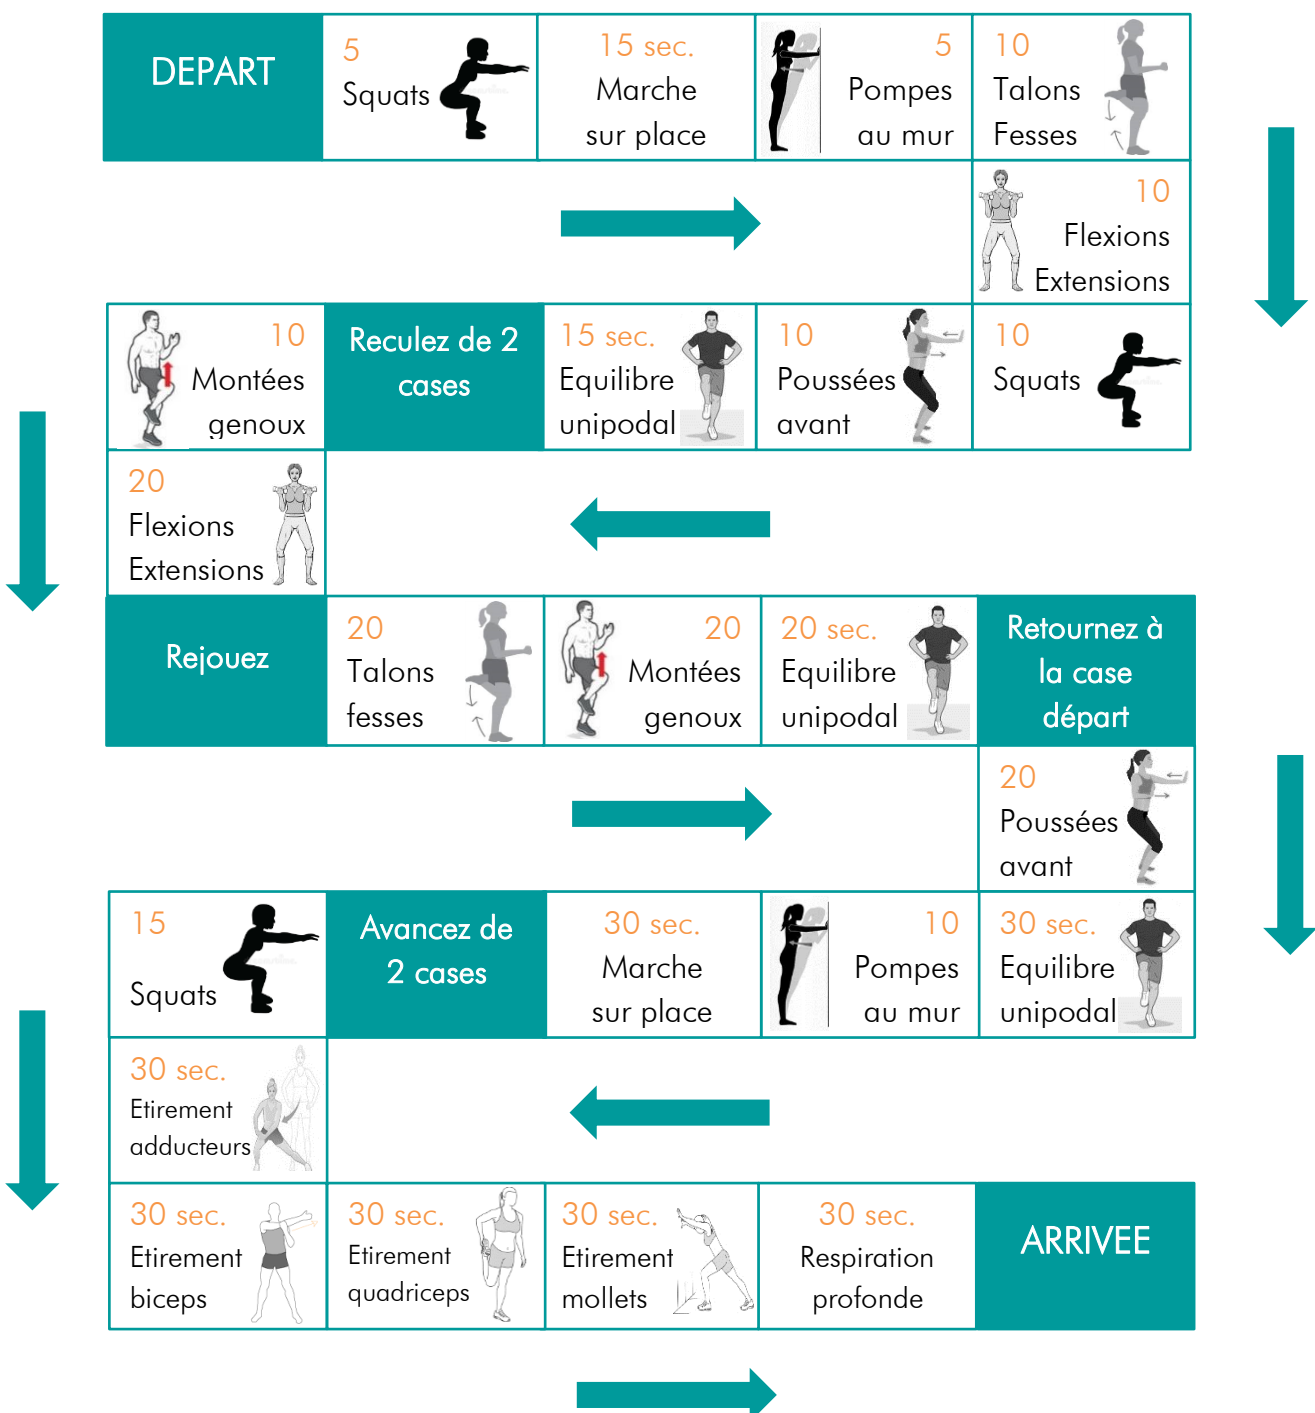 DEPART
5
Squats
15 sec.
Marche
sur place
5
Pompes
au mur
10
Talons
Fesses
10
Flexions
Extensions
10
Montées
genoux
Reculez de 2
cases
15 sec.
Equilibre
unipodal
10
Poussées
avant
10
Squats
20
Flexions
Extensions
Rejouez
20
Talons
fesses
20
Montées
genoux
20 sec.
Equilibre
unipodal
Retournez à
la case
départ
20
Poussées
avant
15
Squats
Avancez de
2 cases
30 sec.
Marche
sur place
10
Pompes
au mur
30 sec.
Equilibre
unipodal
30 sec.
Etirement
adducteurs
30 sec.
Etirement
biceps
30 sec.
Etirement
quadriceps
30 sec.
Etirement
mollets
30 sec.
Respiration
profonde
ARRIVEE